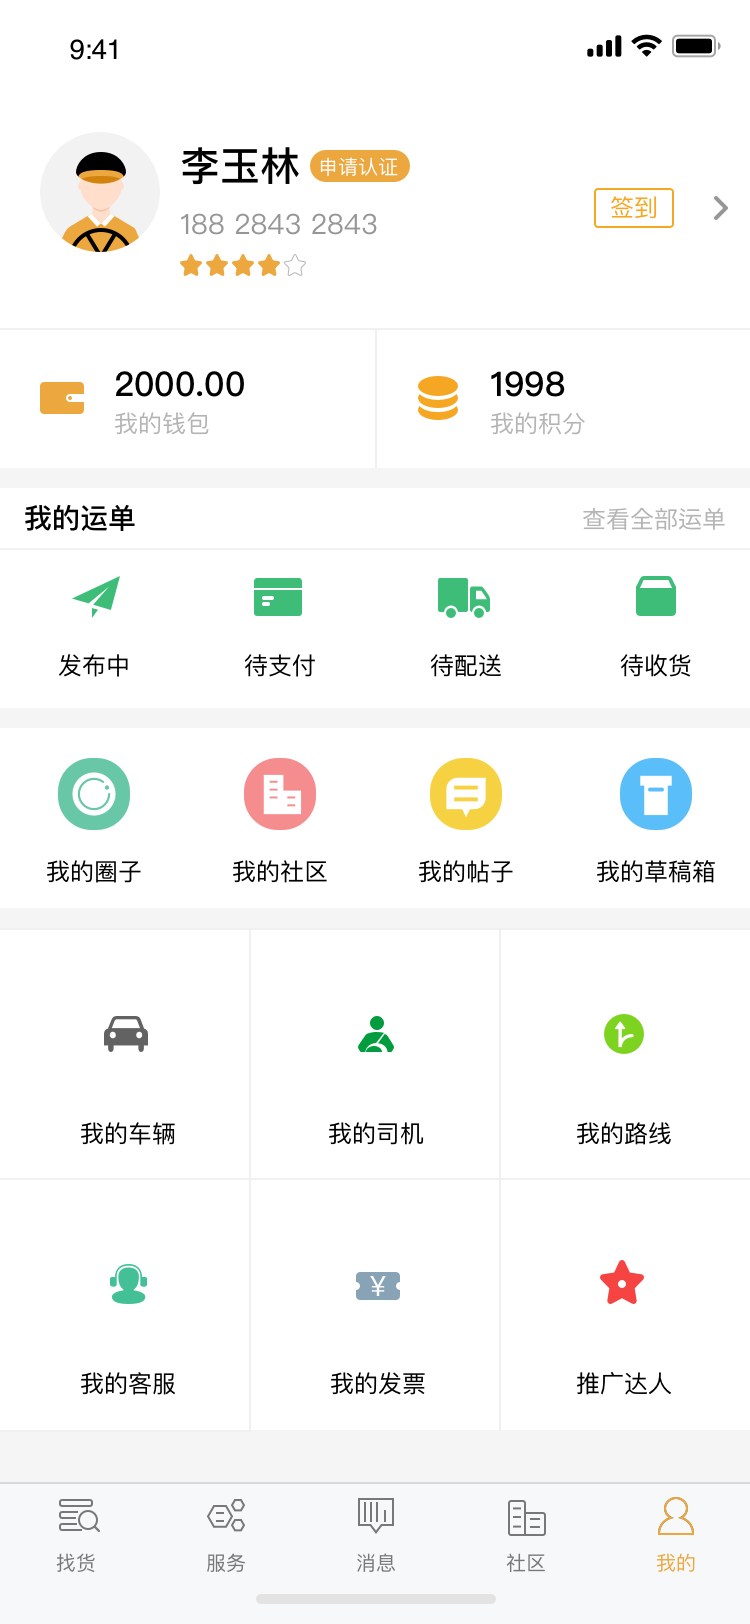 9:41
李玉林 申请认证
188 2843 2843
签到
2000.00
我的钱包
1998
我的积分
我的运单 查看全部运单
发布中 待支付 待配送 待收货
我的圈子 我的社区 我的帖子 我的草稿箱
我的车辆 我的司机 我的路线
¥
我的客服 我的发票 推广达人
找货 服务 消息 社区 我的